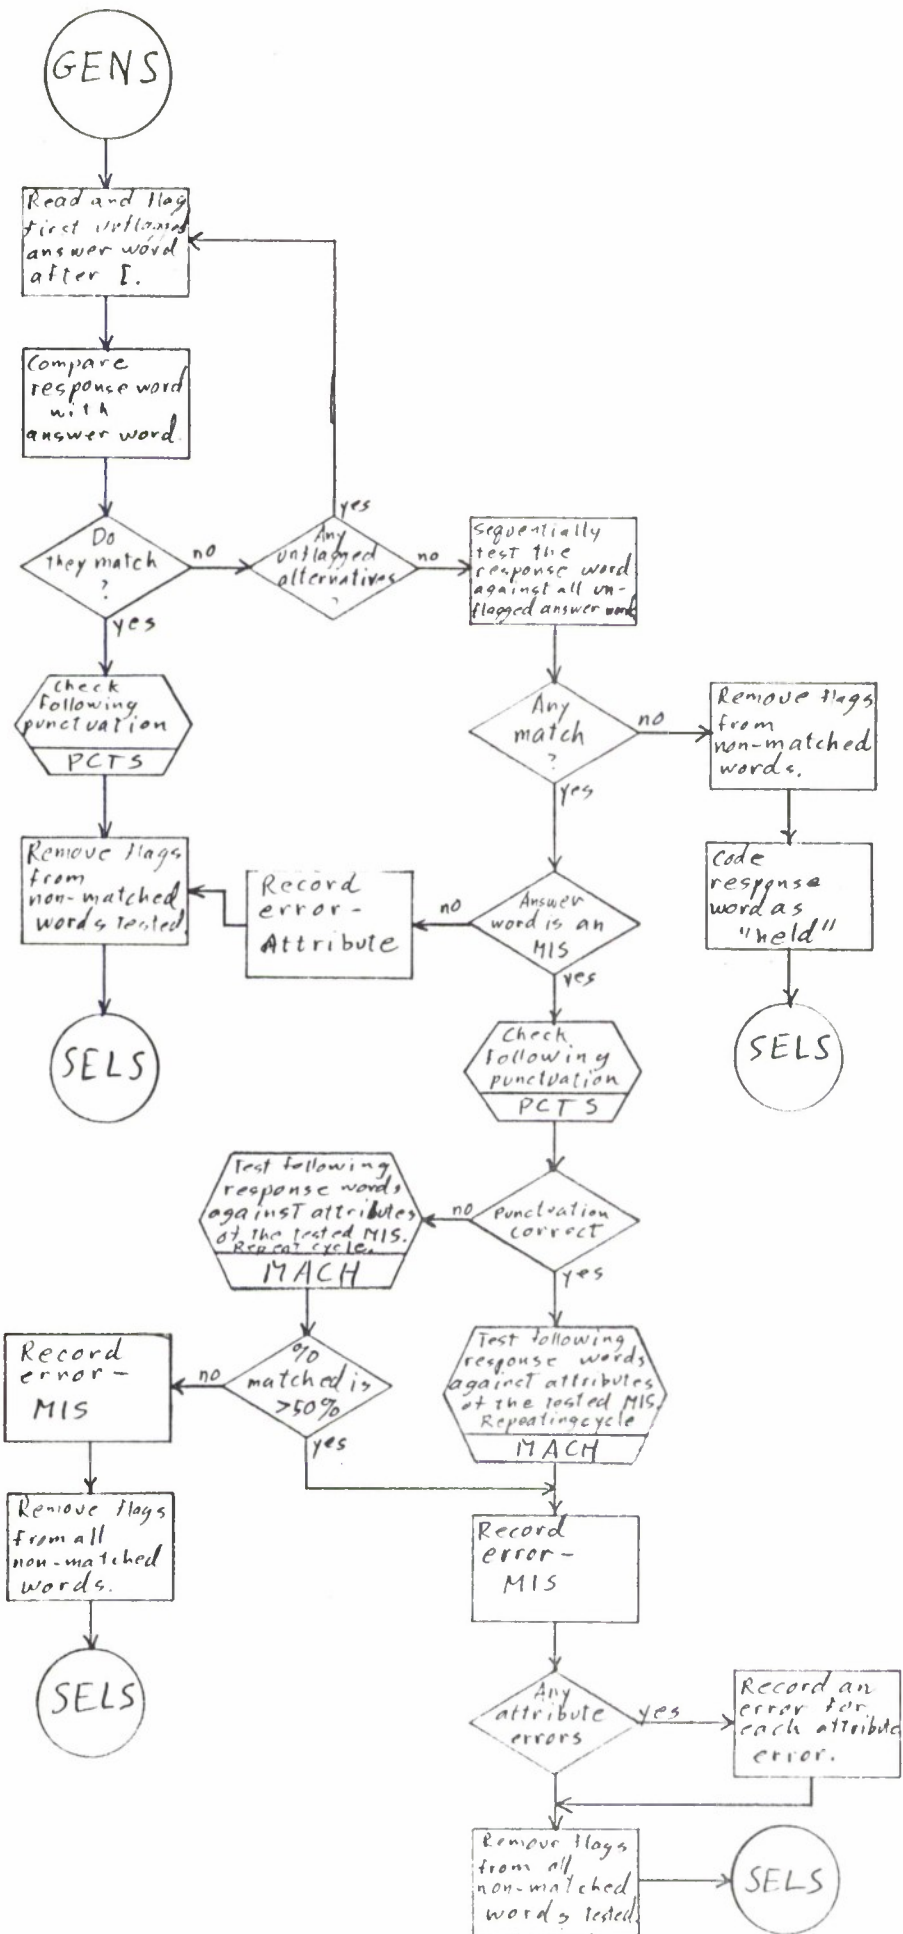 GENS
Read and flag
first unflagged
answer word
after [.
Compare
response word
with
answer word.
Do
they match
?
no
yes
Any
unflagged
alternatives
?
yes
no
Sequentially
test the
response word
against all un-
flagged answer words
Check
following
punctuation
PCTS
Any
match
?
no
yes
Remove flags
from
non-matched
words.
Code
response
word as
"held"
SELS
Remove flags
from
non-matched
words tested.
SELS
Record
error-
Attribute
no
Answer
word is an
MIS
yes
Check
following
punctuation
PCTS
Punctuation
correct
no
yes
Test following
response words
against attributes
of the tested MIS.
Repeat cycle.
MACH
%
matched is
>50%
no
yes
Record
error-
MIS
Remove flags
from all
non-matched
words.
SELS
Test following
response words
against attributes
of the tested MIS.
Repeating cycle
MACH
Record
error-
MIS
Any
attribute
errors
yes
Record an
error for
each attribute
error.
Remove flags
from all
non-matched
words tested.
SELS